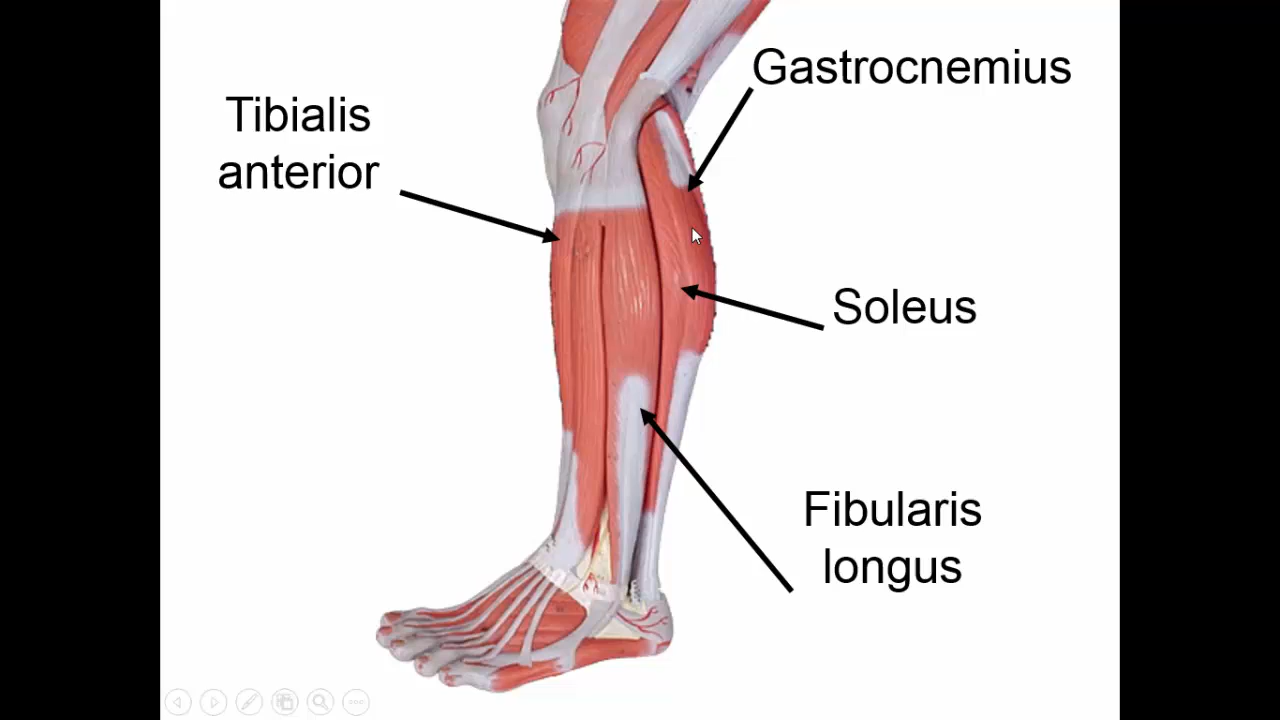 Gastrocnemius
Tibialis
anterior
Soleus
Fibularis
longus